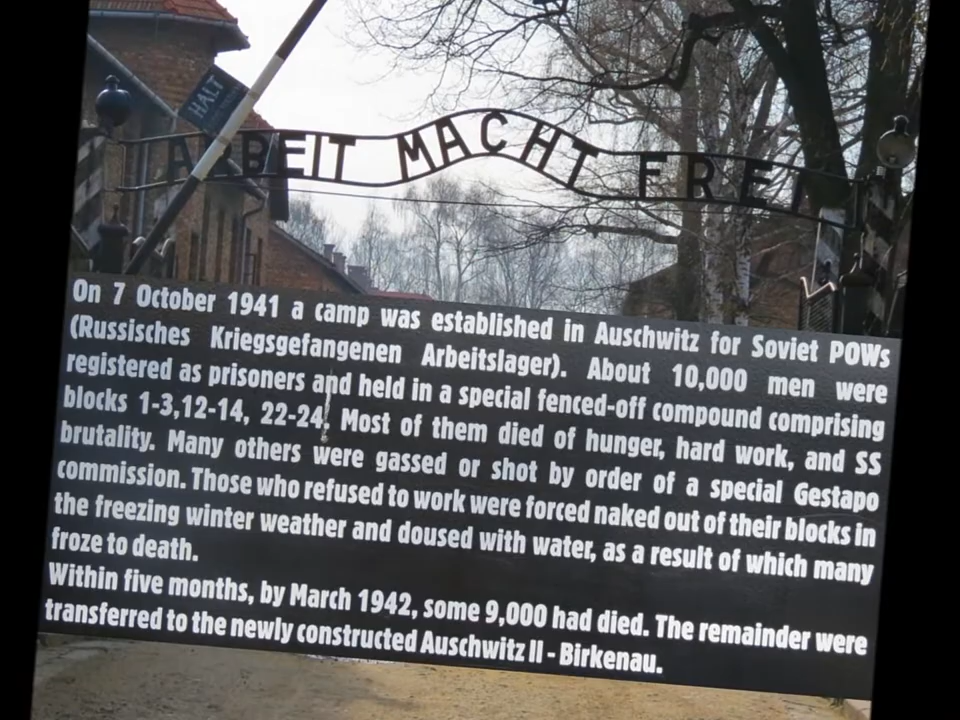 HALT
ARBEIT MACHT FREI
On 7 October 1941 a camp was established in Auschwitz for Soviet POWs
(Russisches Kriegsgefangenen Arbeitslager). About 10,000 men were
registered as prisoners and held in a special fenced-off compound comprising
blocks 1-3,12-14, 22-24. Most of them died of hunger, hard work, and SS
brutality. Many others were gassed or shot by order of a special Gestapo
commission. Those who refused to work were forced naked out of their blocks in
the freezing winter weather and doused with water, as a result of which many
froze to death.
Within five months, by March 1942, some 9,000 had died. The remainder were
transferred to the newly constructed Auschwitz II - Birkenau.